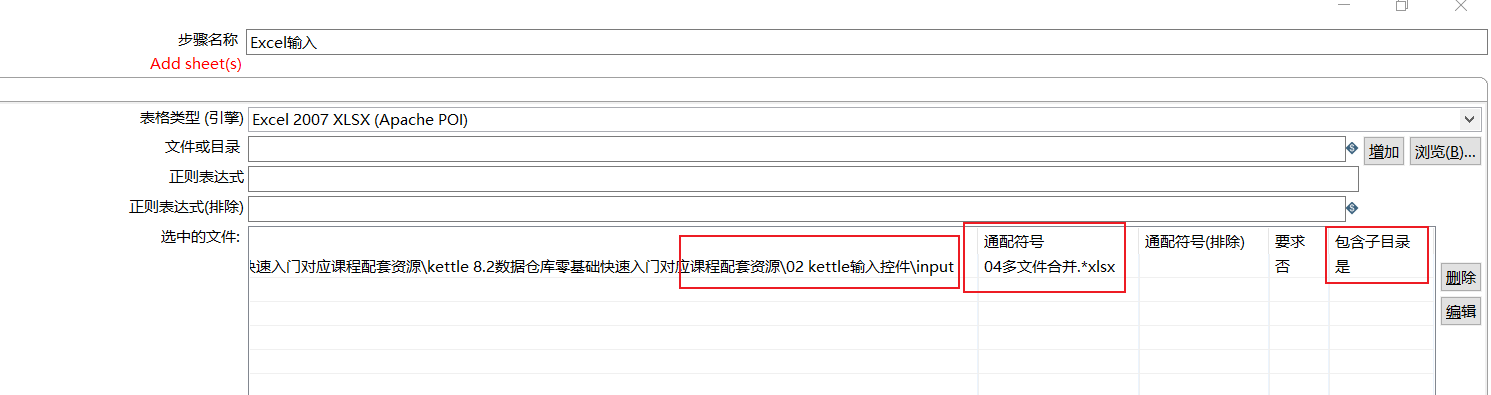 步骤名称 Excel输入
Add sheet(s)
表格类型 (引擎) Excel 2007 XLSX (Apache POI)
文件或目录 增加 浏览(B)...
正则表达式
正则表达式(排除)
选中的文件: 通配符号 通配符号(排除) 要求 包含子目录
快速入门对应课程配套资源\kettle 8.2数据仓库零基础快速入门对应课程配套资源\02 kettle输入控件\input 04多文件合并.*xlsx 否 是
删除
编辑